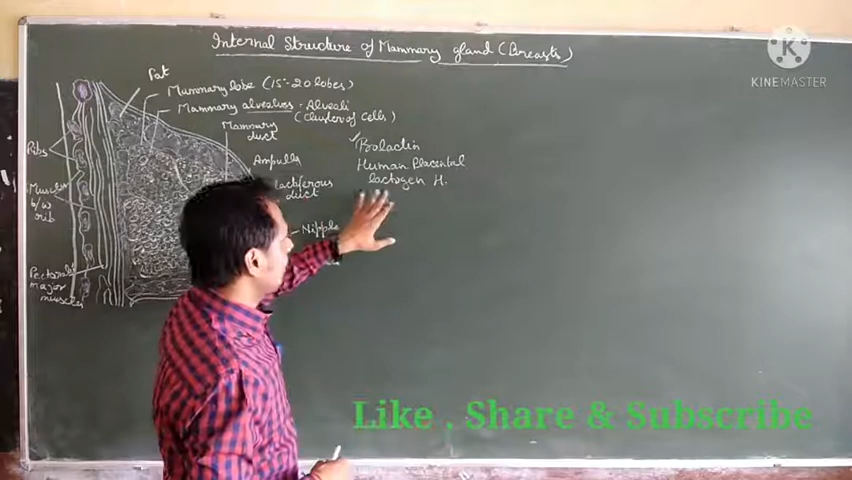 Internal Structure of Mammary gland (Breasts)
Fat
Mammary lobe (15-20 lobes)
Mammary alveolus - Alveoli
(Cluster of Cells)
Mammary
duct
Ampulla
Lactiferous
duct
Nipple
Ribs
Muscles
b/w
rib
Pectoralis
major
muscles
✓ Prolactin
Human Placental
lactogen H.
KINEMASTER
Like . Share & Subscribe